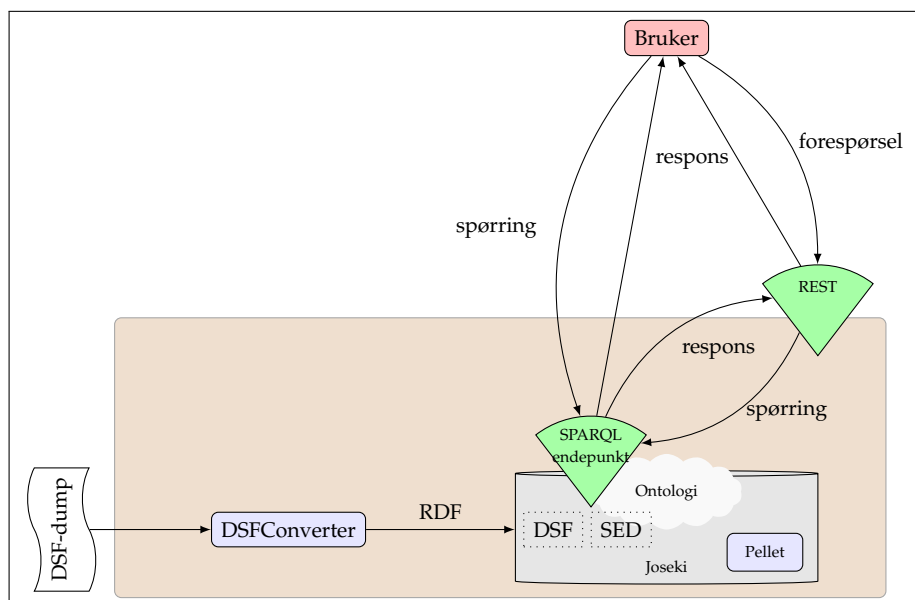 Bruker
forespørsel
respons
spørring
REST
respons
spørring
SPARQL
endepunkt
Ontologi
DSF-dump
DSFConverter
RDF
DSF
SED
Pellet
Joseki